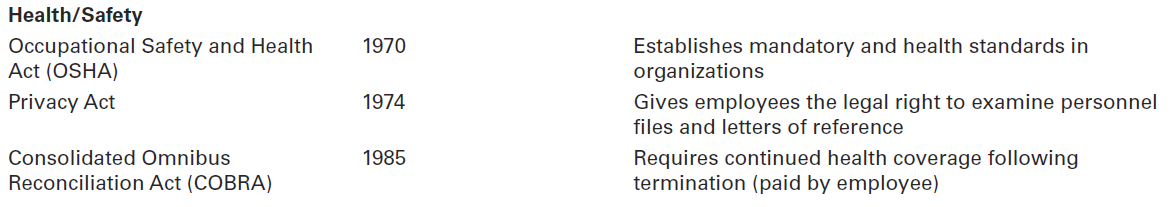 Health/Safety
Occupational Safety and Health 1970 Establishes mandatory and health standards in
Act (OSHA) organizations
Privacy Act 1974 Gives employees the legal right to examine personnel
files and letters of reference
Consolidated Omnibus 1985 Requires continued health coverage following
Reconciliation Act (COBRA) termination (paid by employee)